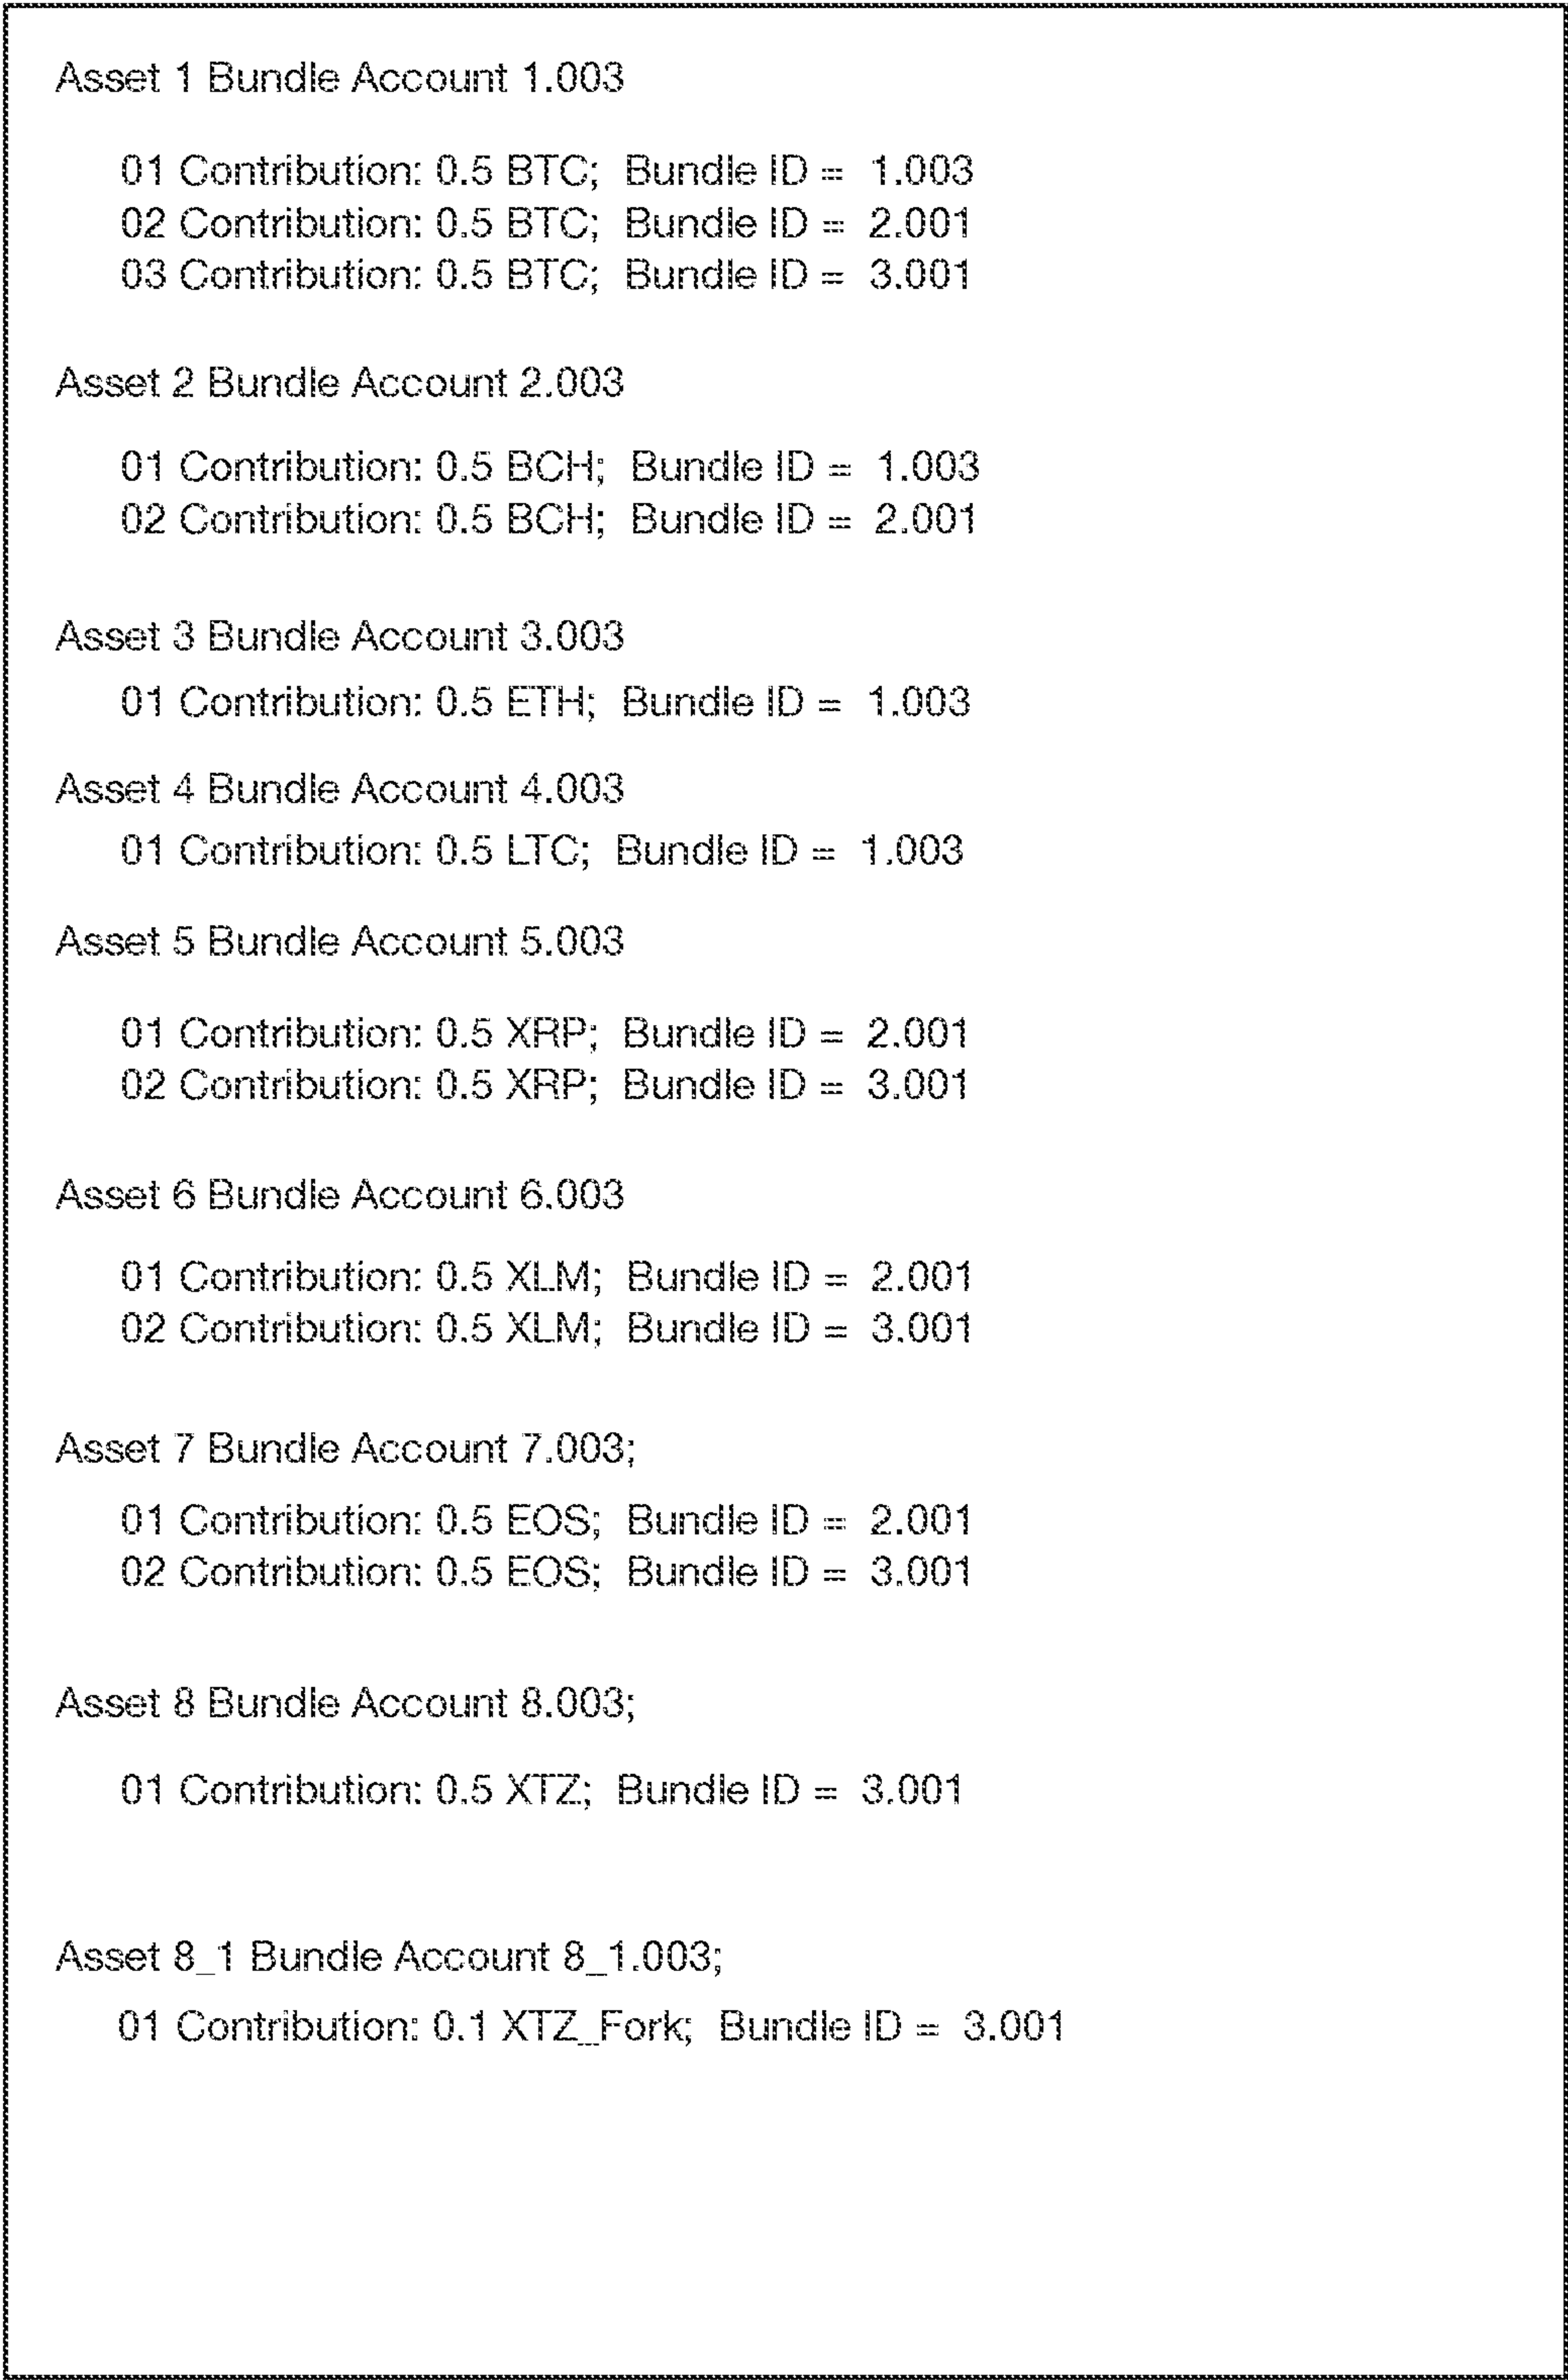 Asset 1 Bundle Account 1.003
01 Contribution: 0.5 BTC; Bundle ID = 1.003
02 Contribution: 0.5 BTC; Bundle ID = 2.001
03 Contribution: 0.5 BTC; Bundle ID = 3.001
Asset 2 Bundle Account 2.003
01 Contribution: 0.5 BCH; Bundle ID = 1.003
02 Contribution: 0.5 BCH; Bundle ID = 2.001
Asset 3 Bundle Account 3.003
01 Contribution: 0.5 ETH; Bundle ID = 1.003
Asset 4 Bundle Account 4.003
01 Contribution: 0.5 LTC; Bundle ID = 1.003
Asset 5 Bundle Account 5.003
01 Contribution: 0.5 XRP; Bundle ID = 2.001
02 Contribution: 0.5 XRP; Bundle ID = 3.001
Asset 6 Bundle Account 6.003
01 Contribution: 0.5 XLM; Bundle ID = 2.001
02 Contribution: 0.5 XLM; Bundle ID = 3.001
Asset 7 Bundle Account 7.003;
01 Contribution: 0.5 EOS; Bundle ID = 2.001
02 Contribution: 0.5 EOS; Bundle ID = 3.001
Asset 8 Bundle Account 8.003;
01 Contribution: 0.5 XTZ; Bundle ID = 3.001
Asset 8_1 Bundle Account 8_1.003;
01 Contribution: 0.1 XTZ_Fork; Bundle ID = 3.001